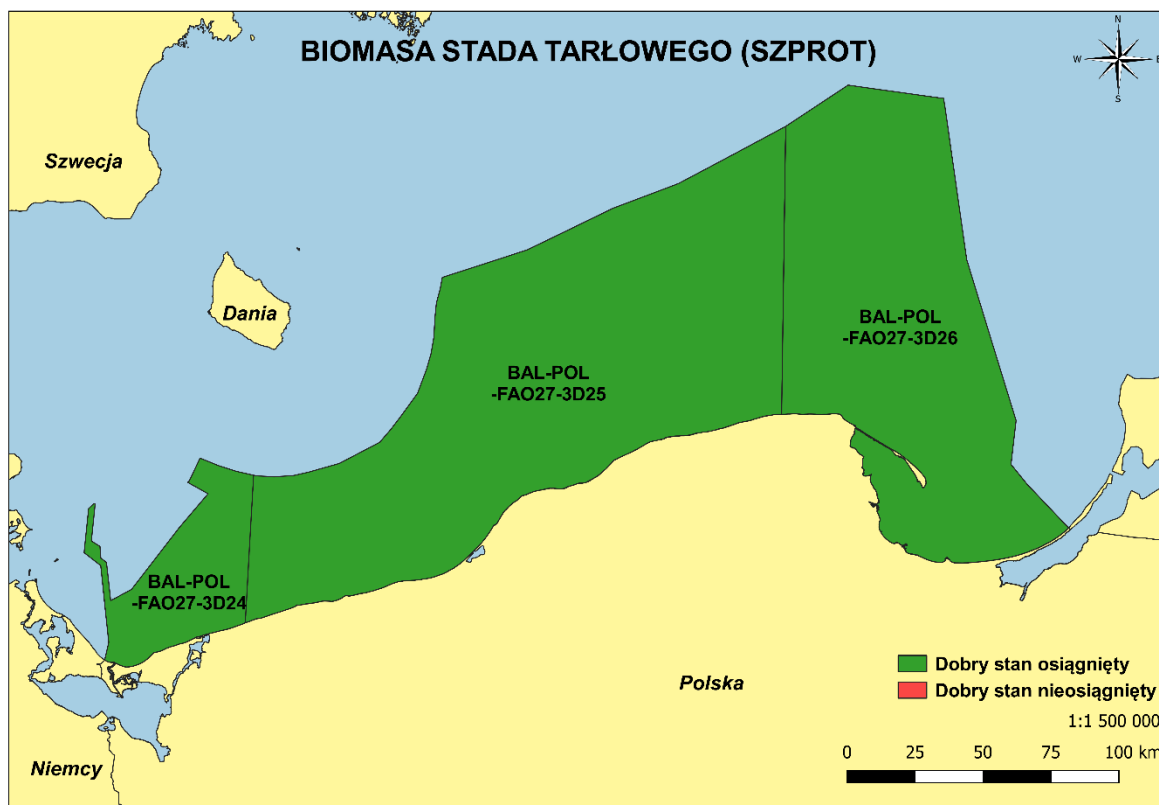 BIOMASA STADA TARŁOWEGO (SZPROT)
N
W
E
S
Szwecja
Dania
BAL-POL
-FAO27-3D26
BAL-POL
-FAO27-3D25
BAL-POL
-FAO27-3D24
Polska
Niemcy
Dobry stan osiągnięty
Dobry stan nieosiągnięty
1:1 500 000
0 25 50 75 100 km